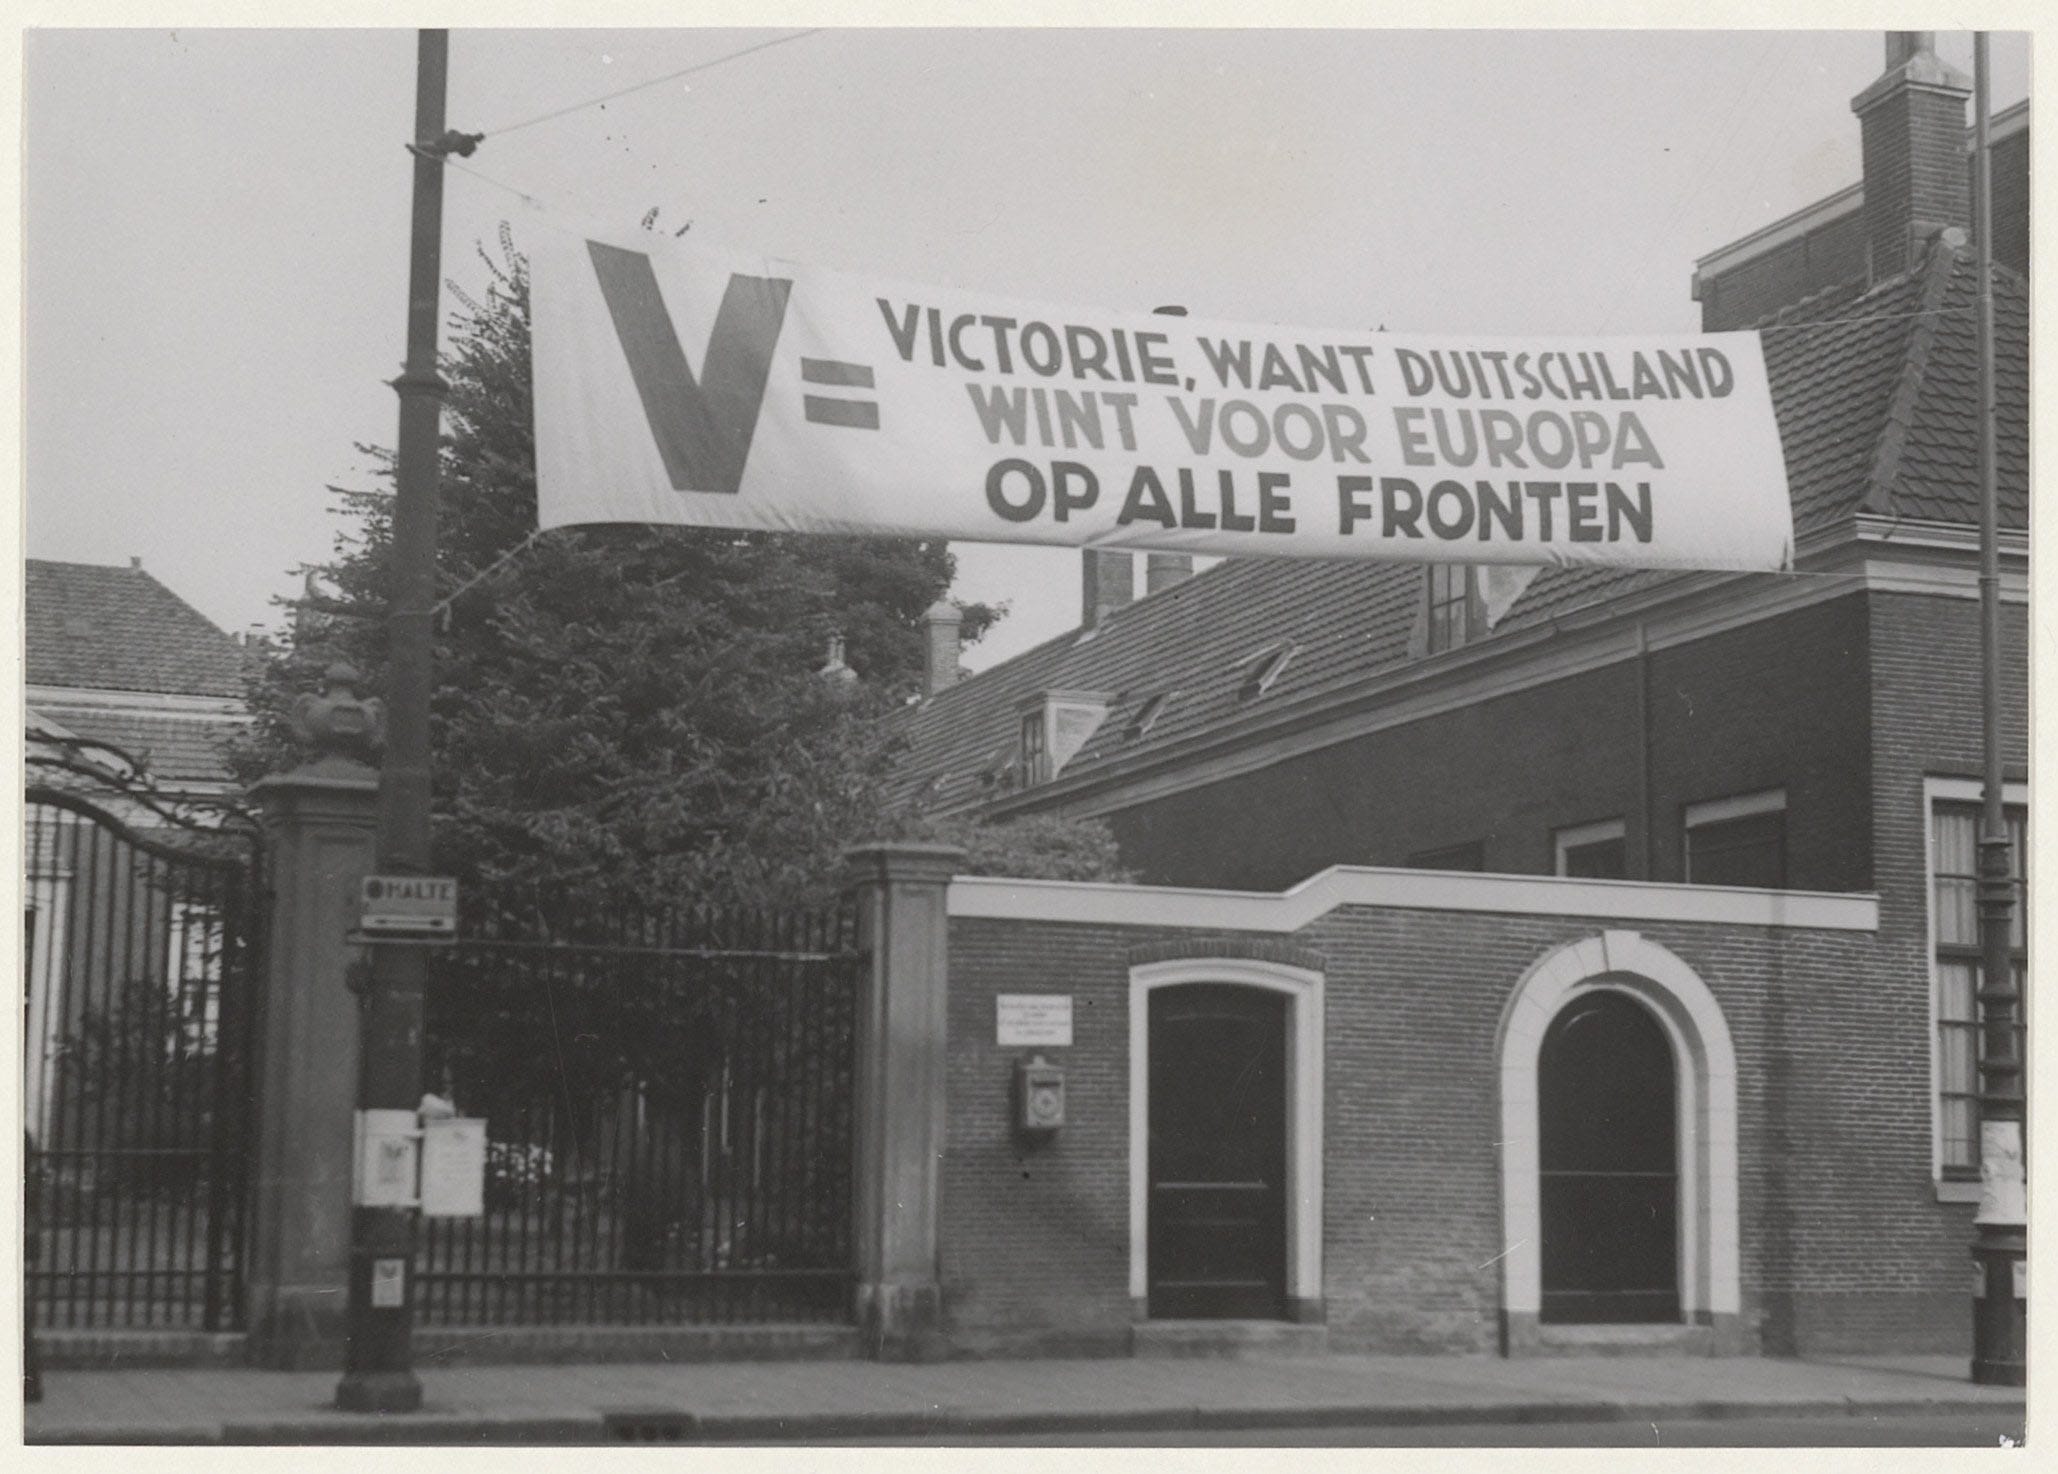 V = VICTORIE, WANT DUITSCHLAND
WINT VOOR EUROPA
OP ALLE FRONTEN
HALTE